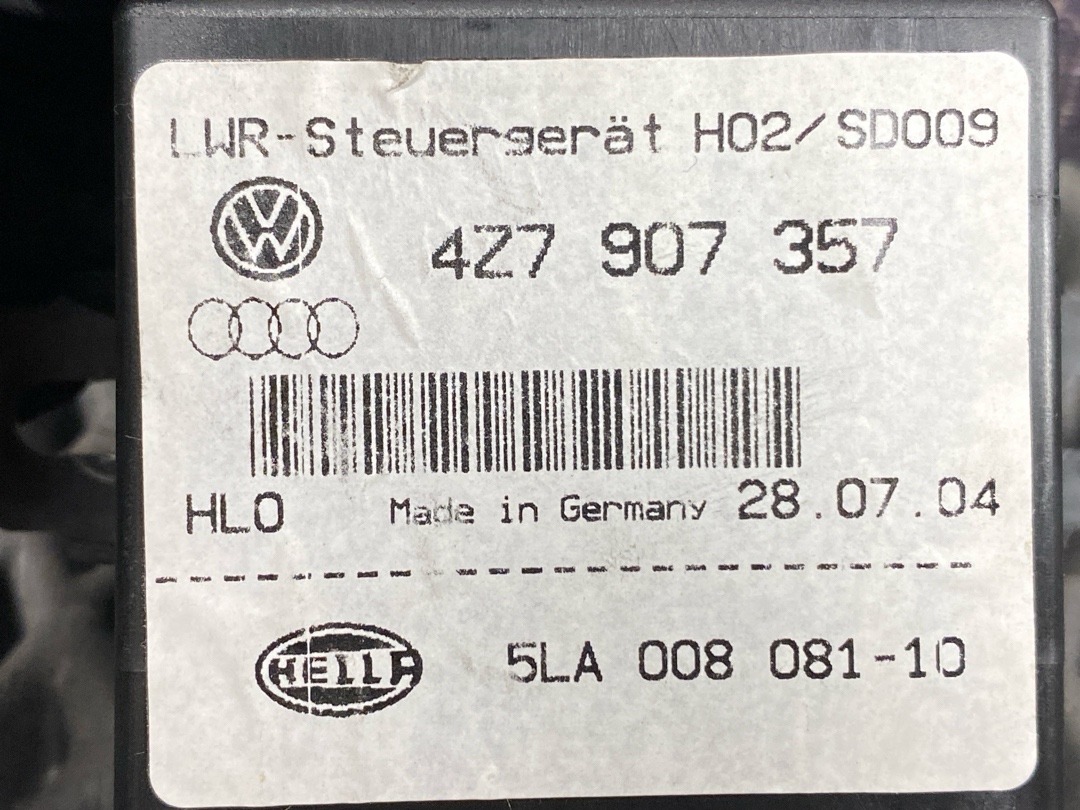 LWR-Steuergerät H02/SD009
4Z7 907 357
HLO Made in Germany 28.07.04
HELLA 5LA 008 081-10